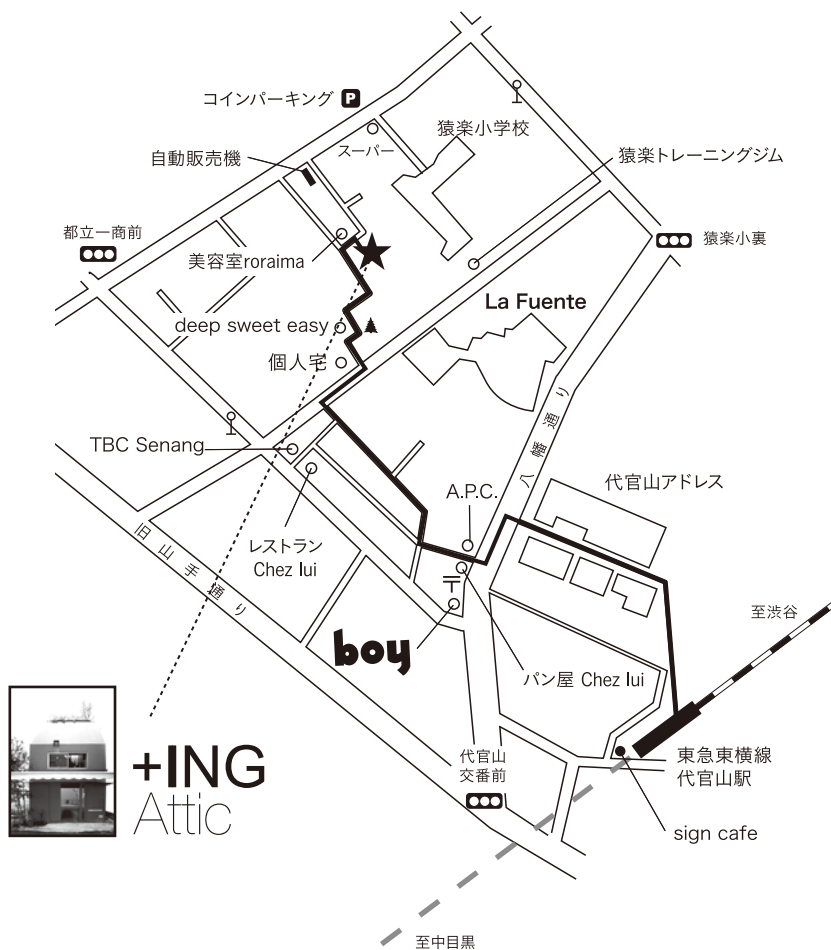 コインパーキング P
スーパー
猿楽小学校
自動販売機
猿楽トレーニングジム
都立一商前
猿楽小裏
美容室roraima
La Fuente
deep sweet easy
個人宅
八幡通り
TBC Senang
A.P.C.
代官山アドレス
レストラン
Chez lui
旧山手通り
〒
至渋谷
boy
パン屋 Chez lui
+ING
Attic
代官山
交番前
東急東横線
代官山駅
sign cafe
至中目黒